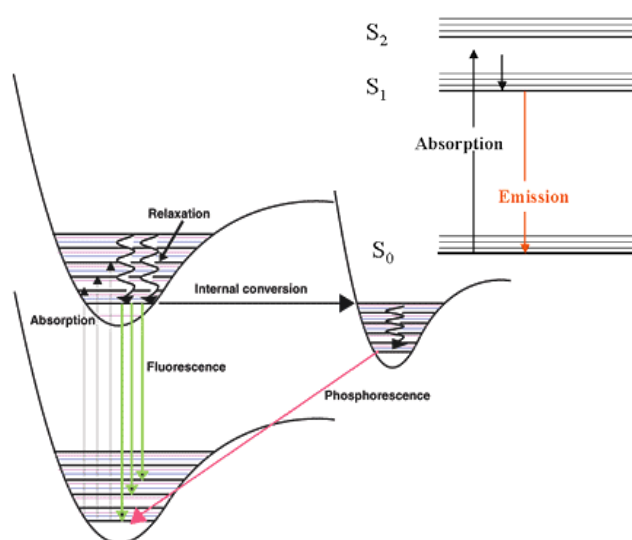 S2
S1
Absorption
Emission
S0
Relaxation
Internal conversion
Absorption
Fluorescence
Phosphorescence